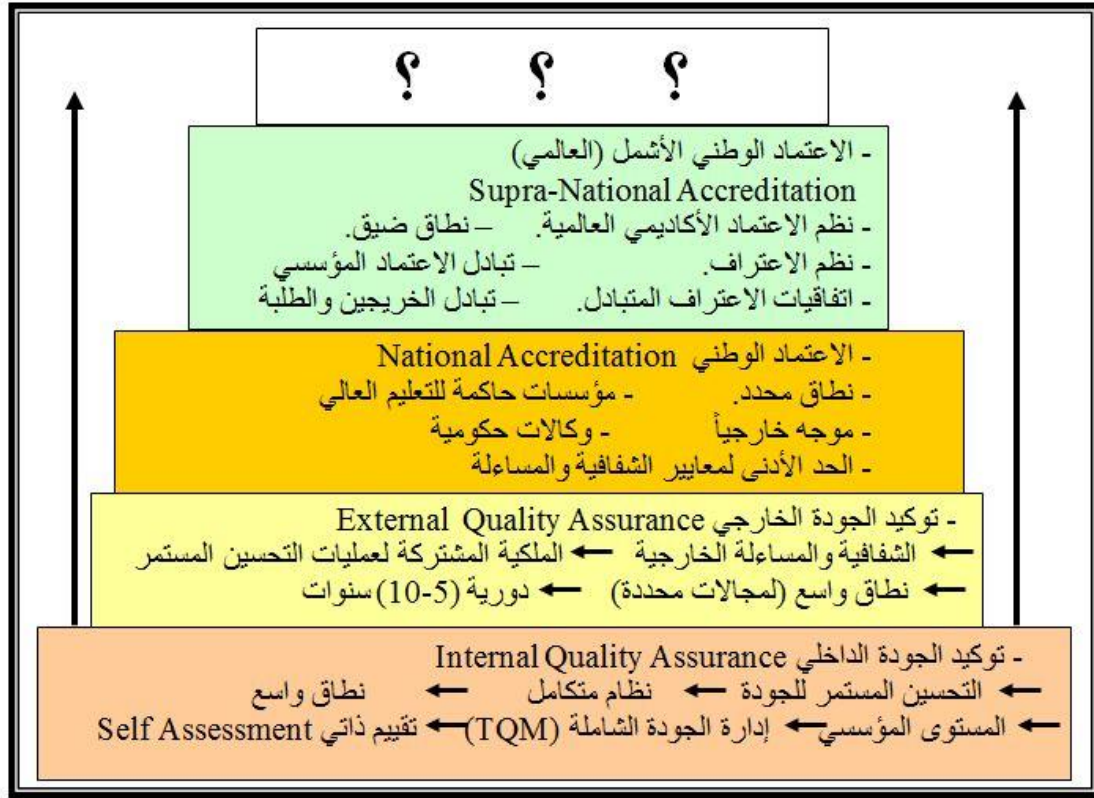 ؟ ؟ ؟
- الاعتماد الوطني الأشمل (العالمي)
Supra-National Accreditation
- نظم الاعتماد الأكاديمي العالمية. – نطاق ضيق.
- نظم الاعتراف. – تبادل الاعتماد المؤسسي
- اتفاقيات الاعتراف المتبادل. – تبادل الخريجين والطلبة
- الاعتماد الوطني National Accreditation
- نطاق محدد. - مؤسسات حاكمة للتعليم العالي
- موجه خارجياً - وكالات حكومية
- الحد الأدنى لمعايير الشفافية والمساءلة
- توكيد الجودة الخارجي External Quality Assurance
← الشفافية والمساءلة الخارجية ← الملكية المشتركة لعمليات التحسين المستمر
← نطاق واسع (لمجالات محددة) ← دورية (5-10) سنوات
- توكيد الجودة الداخلي Internal Quality Assurance
← التحسين المستمر للجودة ← نظام متكامل ← نطاق واسع
← المستوى المؤسسي ← إدارة الجودة الشاملة (TQM) ← تقييم ذاتي Self Assessment